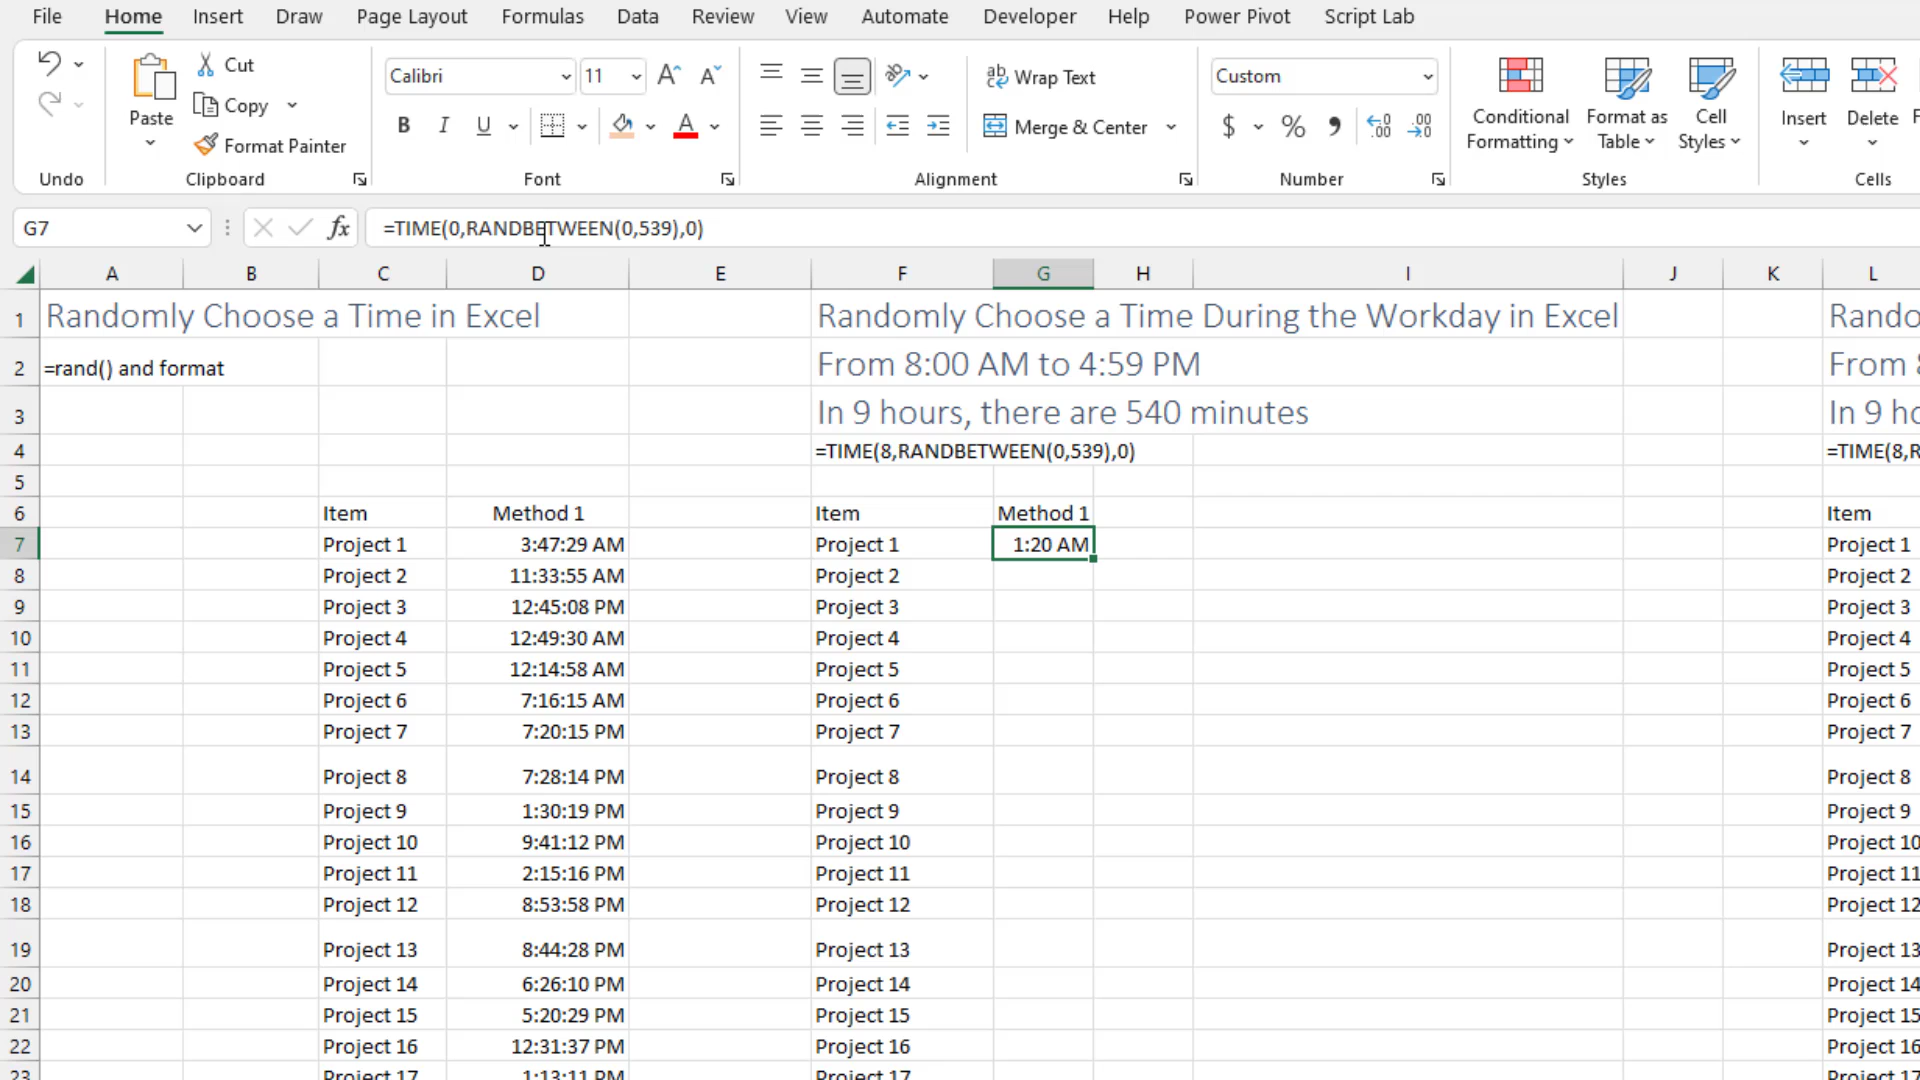 File Home Insert Draw Page Layout Formulas Data Review View Automate Developer Help Power Pivot Script Lab
Cut
Copy
Format Painter
Paste
Undo
Clipboard
Calibri 11
B I U
Font
Wrap Text
Merge & Center
Alignment
Custom
$ % , .00 .00
Number
Conditional Formatting
Format as Table
Cell Styles
Styles
Insert Delete
Cells
G7 fx =TIME(0,RANDBETWEEN(0,539),0)
A B C D E F G H I J K L
1 Randomly Choose a Time in Excel Randomly Choose a Time During the Workday in Excel Rando
2 =rand() and format From 8:00 AM to 4:59 PM From
3 In 9 hours, there are 540 minutes In 9 ho
4 =TIME(8,RANDBETWEEN(0,539),0) =TIME(8,R
5
6 Item Method 1 Item Method 1 Item
7 Project 1 3:47:29 AM Project 1 1:20 AM Project 1
8 Project 2 11:33:55 AM Project 2 Project 2
9 Project 3 12:45:08 PM Project 3 Project 3
10 Project 4 12:49:30 AM Project 4 Project 4
11 Project 5 12:14:58 AM Project 5 Project 5
12 Project 6 7:16:15 AM Project 6 Project 6
13 Project 7 7:20:15 PM Project 7 Project 7
14 Project 8 7:28:14 PM Project 8 Project 8
15 Project 9 1:30:19 PM Project 9 Project 9
16 Project 10 9:41:12 PM Project 10 Project 10
17 Project 11 2:15:16 PM Project 11 Project 11
18 Project 12 8:53:58 PM Project 12 Project 12
19 Project 13 8:44:28 PM Project 13 Project 13
20 Project 14 6:26:10 PM Project 14 Project 14
21 Project 15 5:20:29 PM Project 15 Project 15
22 Project 16 12:31:37 PM Project 16 Project 16
23 Project 17 1:13:11 PM Project 17 Project 17